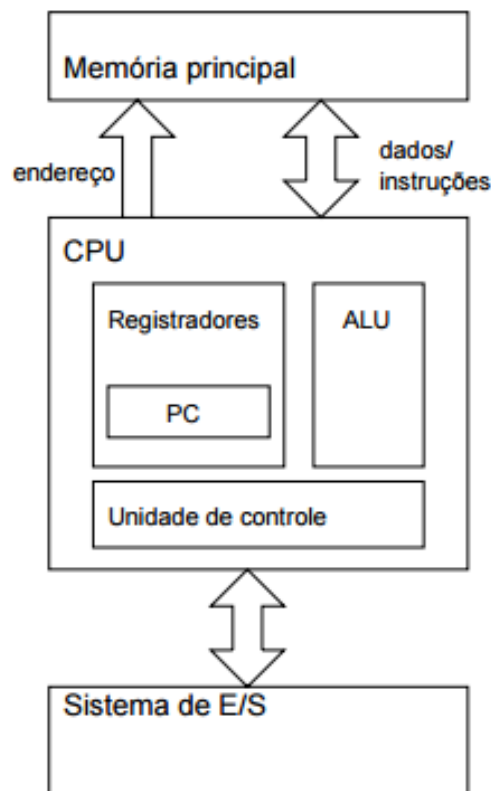 Memória principal
endereço
dados/
instruções
CPU
Registradores
ALU
PC
Unidade de controle
Sistema de E/S